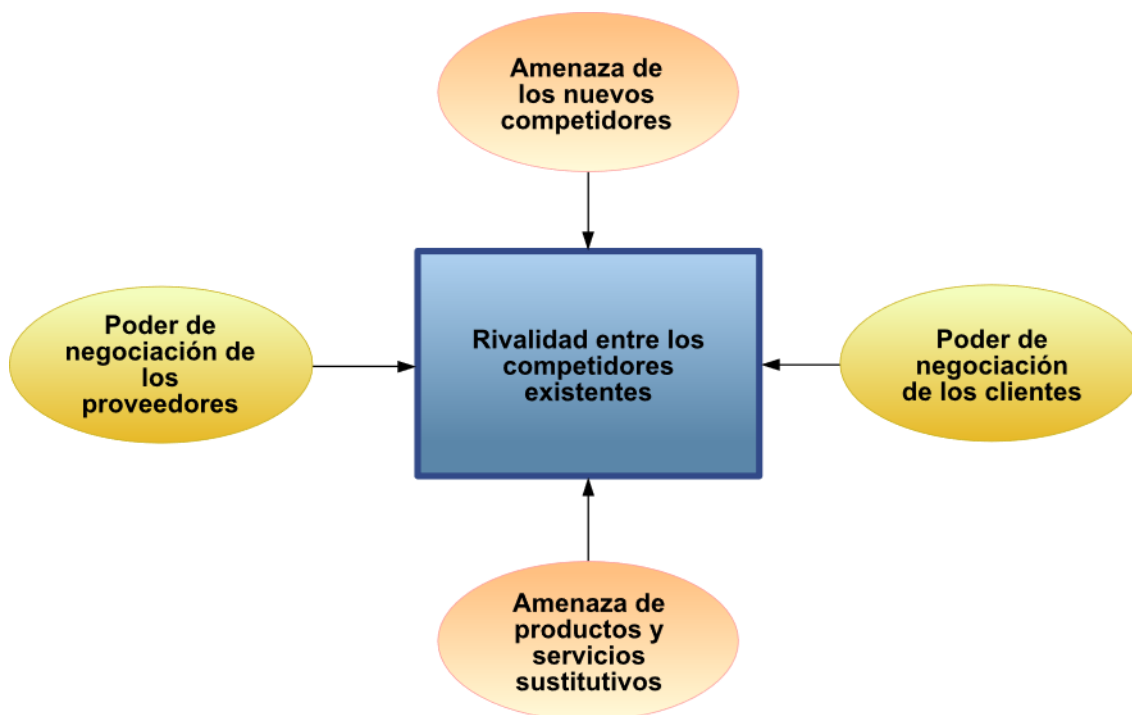 Amenaza de
los nuevos
competidores
Poder de
negociación de
los
proveedores
Rivalidad entre los
competidores
existentes
Poder de
negociación
de los clientes
Amenaza de
productos y
servicios
sustitutivos